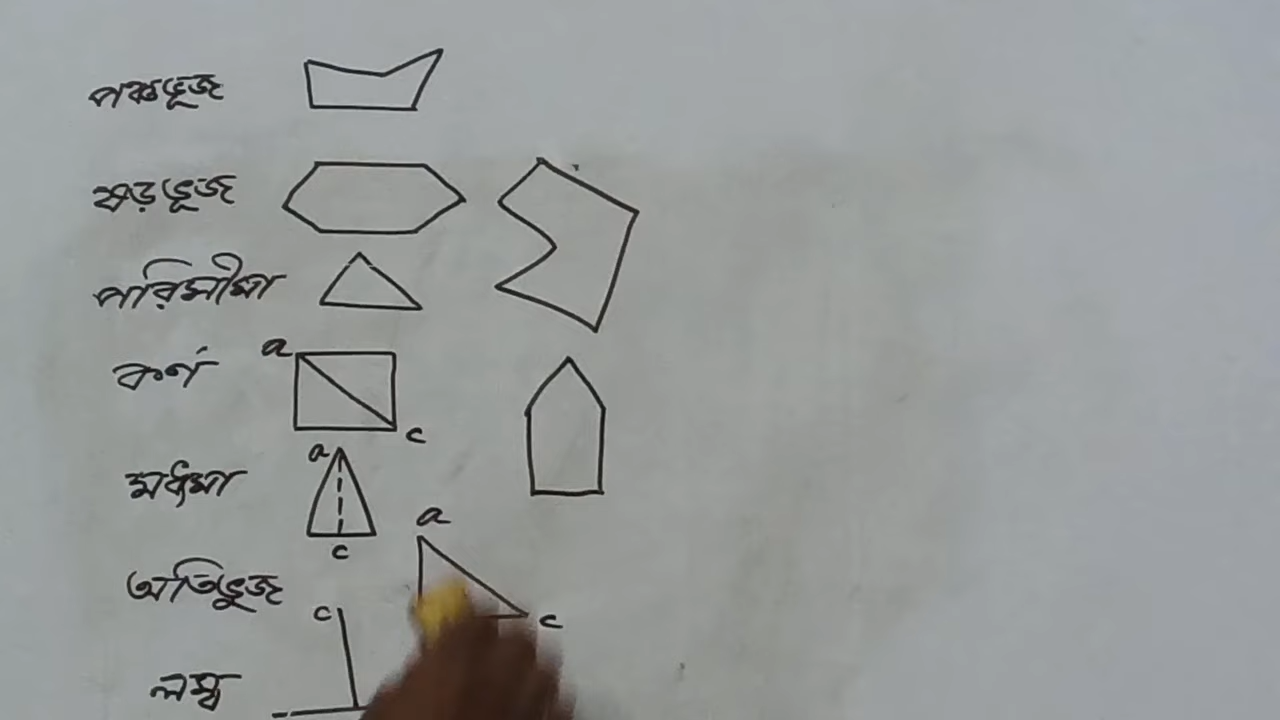 পঞ্চভূজ
ষড়ভূজ
পরিসীমা
কর্ণ a c
মধ্যমা a c
অতিভুজ a c
লম্ব c